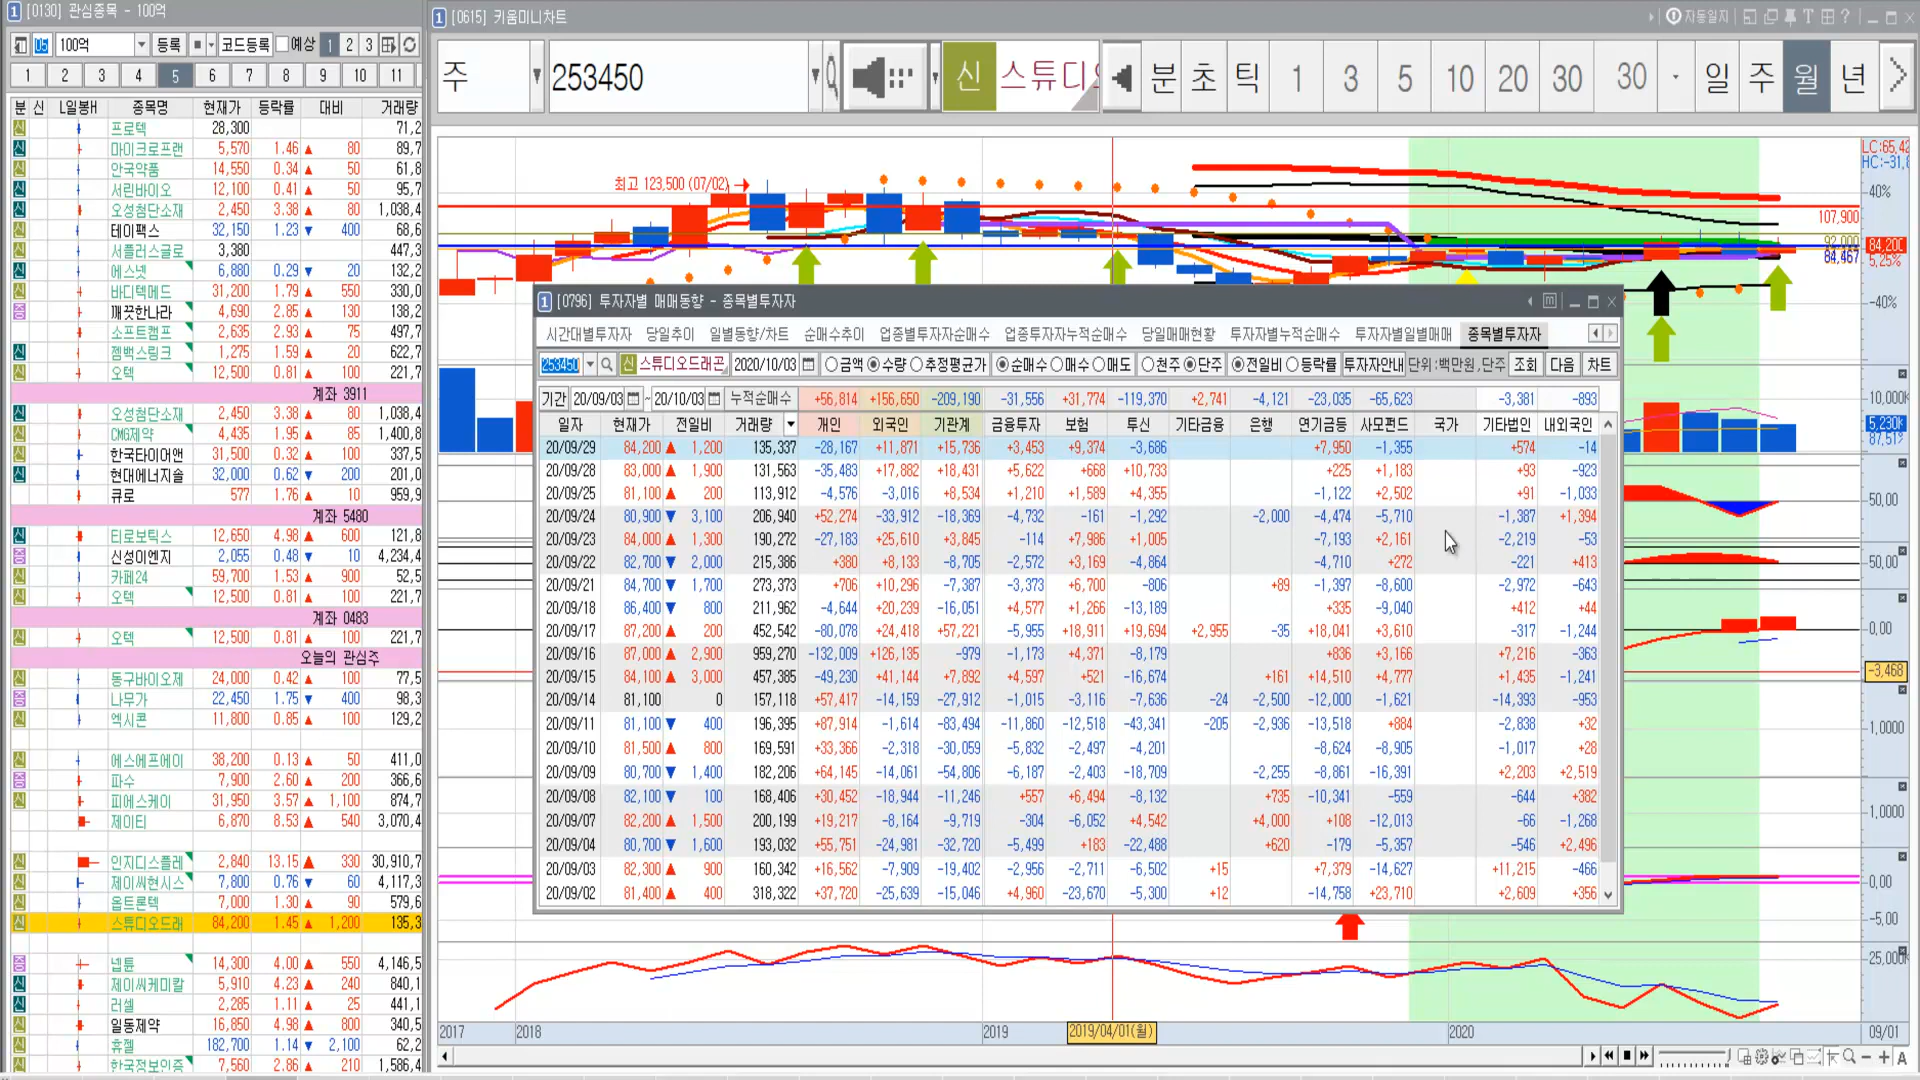 [0130] 관심종목 - 100억
100억 등록 코드등록 예상 1 2 3
1 2 3 4 5 6 7 8 9 10 11
분 신 L일봉H 종목명 현재가 등락률 대비 거래량
신 프로텍 28,300 71,2
신 마이크로프랜 5,570 1.46 ▲ 80 89,7
신 안국약품 14,550 0.34 ▲ 50 61,8
신 서린바이오 12,100 0.41 ▲ 50 95,7
신 오성첨단소재 2,450 3.38 ▲ 80 1,038,4
테이팩스 32,150 1.23 ▼ 400 68,6
신 서플러스글로 3,380 447,3
신 에스넷 6,880 0.29 ▼ 20 132,2
신 바디텍메드 31,200 1.79 ▲ 550 330,0
증 깨끗한나라 4,690 2.85 ▲ 130 138,2
소프트캠프 2,635 2.93 ▲ 75 497,7
신 젬백스링크 1,275 1.59 ▲ 20 622,7
신 오텍 12,500 0.81 ▲ 100 221,7
계좌 3911
신 오성첨단소재 2,450 3.38 ▲ 80 1,038,4
신 CMG제약 4,435 1.95 ▲ 85 1,400,8
신 한국타이어앤 31,500 0.32 ▲ 100 337,5
신 현대에너지솔 32,000 0.62 ▼ 200 201,0
큐로 577 1.76 ▲ 10 959,9
계좌 5480
신 티로보틱스 12,650 4.98 ▲ 600 121,8
증 신성이엔지 2,055 0.48 ▼ 10 4,234,4
신 카페24 59,700 1.53 ▲ 900 52,5
신 오텍 12,500 0.81 ▲ 100 221,7
계좌 0483
신 오텍 12,500 0.81 ▲ 100 221,7
오늘의 관심주
신 동구바이오제 24,000 0.42 ▲ 100 77,5
증 나무가 22,450 1.75 ▼ 400 98,3
신 엑시콘 11,800 0.85 ▲ 100 129,2
신 에스에프에이 38,200 0.13 ▲ 50 411,0
증 파수 7,900 2.60 ▲ 200 366,6
신 피에스케이 31,950 3.57 ▲ 1,100 874,7
제이티 6,870 8.53 ▲ 540 3,070,4
신 인지디스플레 2,840 13.15 ▲ 330 30,910,7
신 제이씨현시스 7,800 0.76 ▼ 60 4,117,3
신 옵트론텍 7,000 1.30 ▲ 90 579,6
신 스튜디오드래 84,200 1.45 ▲ 1,200 135,3
증 넵튠 14,300 4.00 ▲ 550 4,146,5
신 제이씨케미칼 5,910 4.23 ▲ 240 840,1
신 러셀 2,285 1.11 ▲ 25 441,1
신 일동제약 16,850 4.98 ▲ 800 340,5
신 휴젤 182,700 1.14 ▼ 2,100 62,2
신 한국정보인증 7,560 2.86 ▲ 210 1,586,4
[0615] 키움미니차트 자동일지
주 253450 신 스튜디오 분 초 틱 1 3 5 10 20 30 30 일 주 월 년
최고 123,500 (07/02)
LC:65,42
HC:-31,8
40%
107,900
92,000
84,200
5,25%
84,467
-40%
10,000K
5,230K
87,51%
50,00
50,00
0,00
-3,468
1,0000
1,0000
0,00
-5,00
25,000K
2017 2018 2019 2019/04/01(월) 2020 09/01
[0796] 투자자별 매매동향 - 종목별투자자
시간대별투자자 당일추이 일별동향/차트 순매수추이 업종별투자자순매수 업종투자자누적순매수 당일매매현황 투자자별누적순매수 투자자별일별매매 종목별투자자
253450 신 스튜디오드래곤 2020/10/03 금액 수량 추정평균가 순매수 매수 매도 천주 단주 전일비 등락률 투자자안내 단위:백만원,단주 조회 다음 차트
기간 20/09/03 ~ 20/10/03 누적순매수 +56,814 +156,650 -209,190 -31,556 +31,774 -119,370 +2,741 -4,121 -23,035 -65,623 -3,381 -893
일자 현재가 전일비 거래량 개인 외국인 기관계 금융투자 보험 투신 기타금융 은행 연기금등 사모펀드 국가 기타법인 내외국인
20/09/29 84,200 ▲ 1,200 135,337 -28,167 +11,871 +15,736 +3,453 +9,374 -3,686 +7,950 -1,355 +574 -14
20/09/28 83,000 ▲ 1,900 131,563 -35,483 +17,882 +18,431 +5,622 +668 +10,733 +225 +1,183 +93 -923
20/09/25 81,100 ▲ 200 113,912 -4,576 -3,016 +8,534 +1,210 +1,589 +4,355 -1,122 +2,502 +91 -1,033
20/09/24 80,900 ▼ 3,100 206,940 +52,274 -33,912 -18,369 -4,732 -161 -1,292 -2,000 -4,474 -5,710 -1,387 +1,394
20/09/23 84,000 ▲ 1,300 190,272 -27,183 +25,610 +3,845 -114 +7,986 +1,005 -7,193 +2,161 -2,219 -53
20/09/22 82,700 ▼ 2,000 215,386 +380 +8,133 -8,705 -2,572 +3,169 -4,864 -4,710 +272 -221 +413
20/09/21 84,700 ▼ 1,700 273,373 +706 +10,296 -7,387 -3,373 +6,700 -806 +89 -1,397 -8,600 -2,972 -643
20/09/18 86,400 ▼ 800 211,962 -4,644 +20,239 -16,051 +4,577 +1,266 -13,189 +335 -9,040 +412 +44
20/09/17 87,200 ▲ 200 452,542 -80,078 +24,418 +57,221 -5,955 +18,911 +19,694 +2,955 -35 +18,041 +3,610 -317 -1,244
20/09/16 87,000 ▲ 2,900 959,270 -132,009 +126,135 -979 -1,173 +4,371 -8,179 +836 +3,166 +7,216 -363
20/09/15 84,100 ▲ 3,000 457,385 -49,230 +41,144 +7,892 +4,597 +521 -16,674 +161 +14,510 +4,777 +1,435 -1,241
20/09/14 81,100 0 157,118 +57,417 -14,159 -27,912 -1,015 -3,116 -7,636 -24 -2,500 -12,000 -1,621 -14,393 -953
20/09/11 81,100 ▼ 400 196,395 +87,914 -1,614 -83,494 -11,860 -12,518 -43,341 -205 -2,936 -13,518 +884 -2,838 +32
20/09/10 81,500 ▲ 800 169,591 +33,366 -2,318 -30,059 -5,832 -2,497 -4,201 -8,624 -8,905 -1,017 +28
20/09/09 80,700 ▼ 1,400 182,206 +64,145 -14,061 -54,806 -6,187 -2,403 -18,709 -2,255 -8,861 -16,391 +2,203 +2,519
20/09/08 82,100 ▼ 100 168,406 +30,452 -18,944 -11,246 +557 +6,494 -8,132 +735 -10,341 -559 -644 +382
20/09/07 82,200 ▲ 1,500 200,199 +19,217 -8,164 -9,719 -304 -6,052 +4,542 +4,000 +108 -12,013 -66 -1,268
20/09/04 80,700 ▼ 1,600 193,032 +55,751 -24,981 -32,720 -5,499 +183 -22,488 +620 -179 -5,357 -546 +2,496
20/09/03 82,300 ▲ 900 160,342 +16,562 -7,909 -19,402 -2,956 -2,711 -6,502 +15 +7,379 -14,627 +11,215 -466
20/09/02 81,400 ▲ 400 318,322 +37,720 -25,639 -15,046 +4,960 -23,670 -5,300 +12 -14,758 +23,710 +2,609 +356